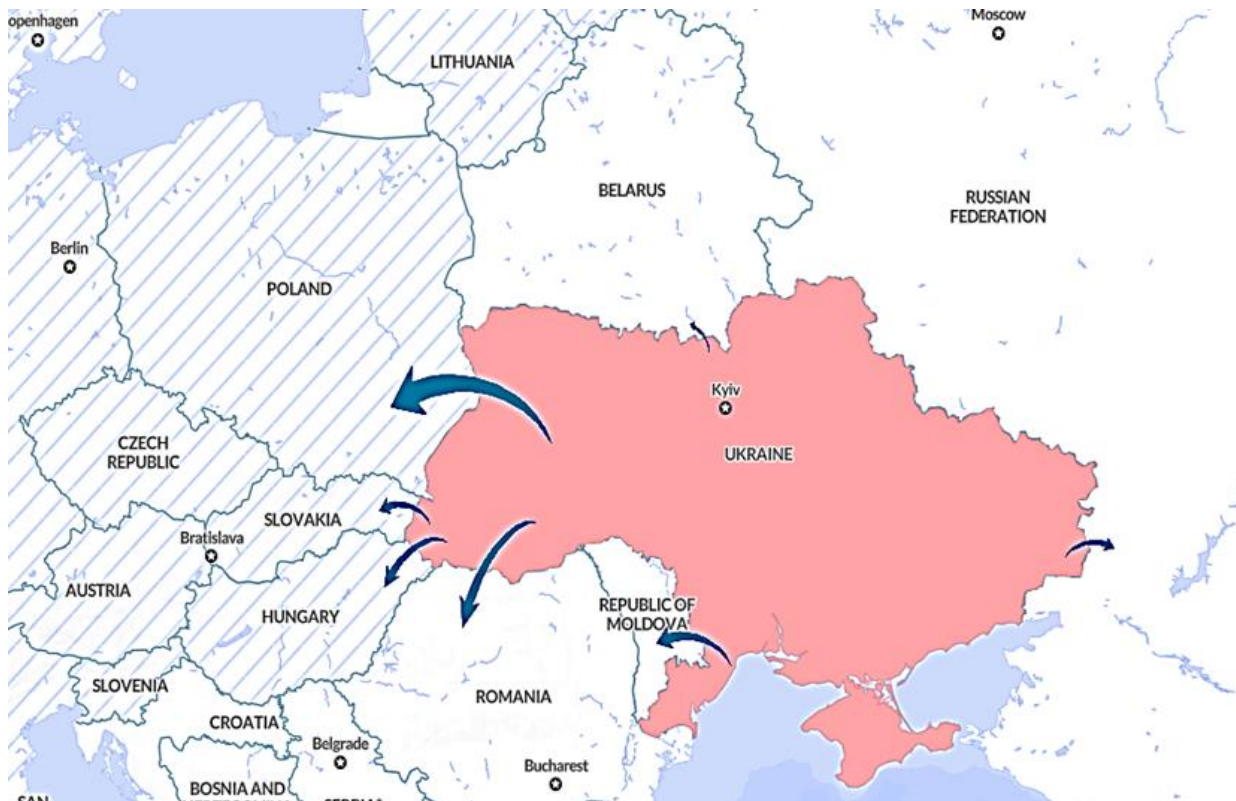 openhagen
Moscow
LITHUANIA
BELARUS
RUSSIAN
FEDERATION
Berlin
POLAND
Kyiv
CZECH
REPUBLIC
UKRAINE
SLOVAKIA
Bratislava
AUSTRIA
HUNGARY
REPUBLIC OF
MOLDOVA
SLOVENIA
ROMANIA
CROATIA
Belgrade
Bucharest
BOSNIA AND
SAN